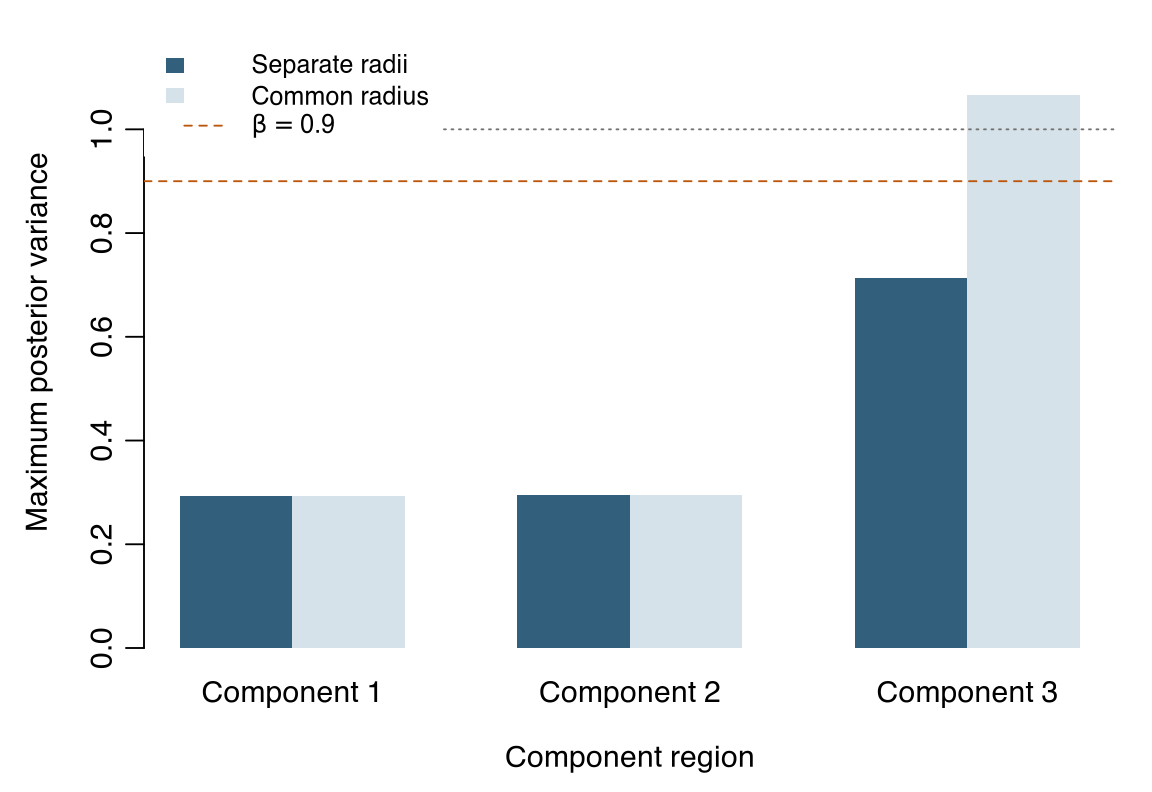 Separate radii
Common radius
β = 0.9
Maximum posterior variance
1.0
0.8
0.6
0.4
0.2
0.0
Component 1
Component 2
Component 3
Component region